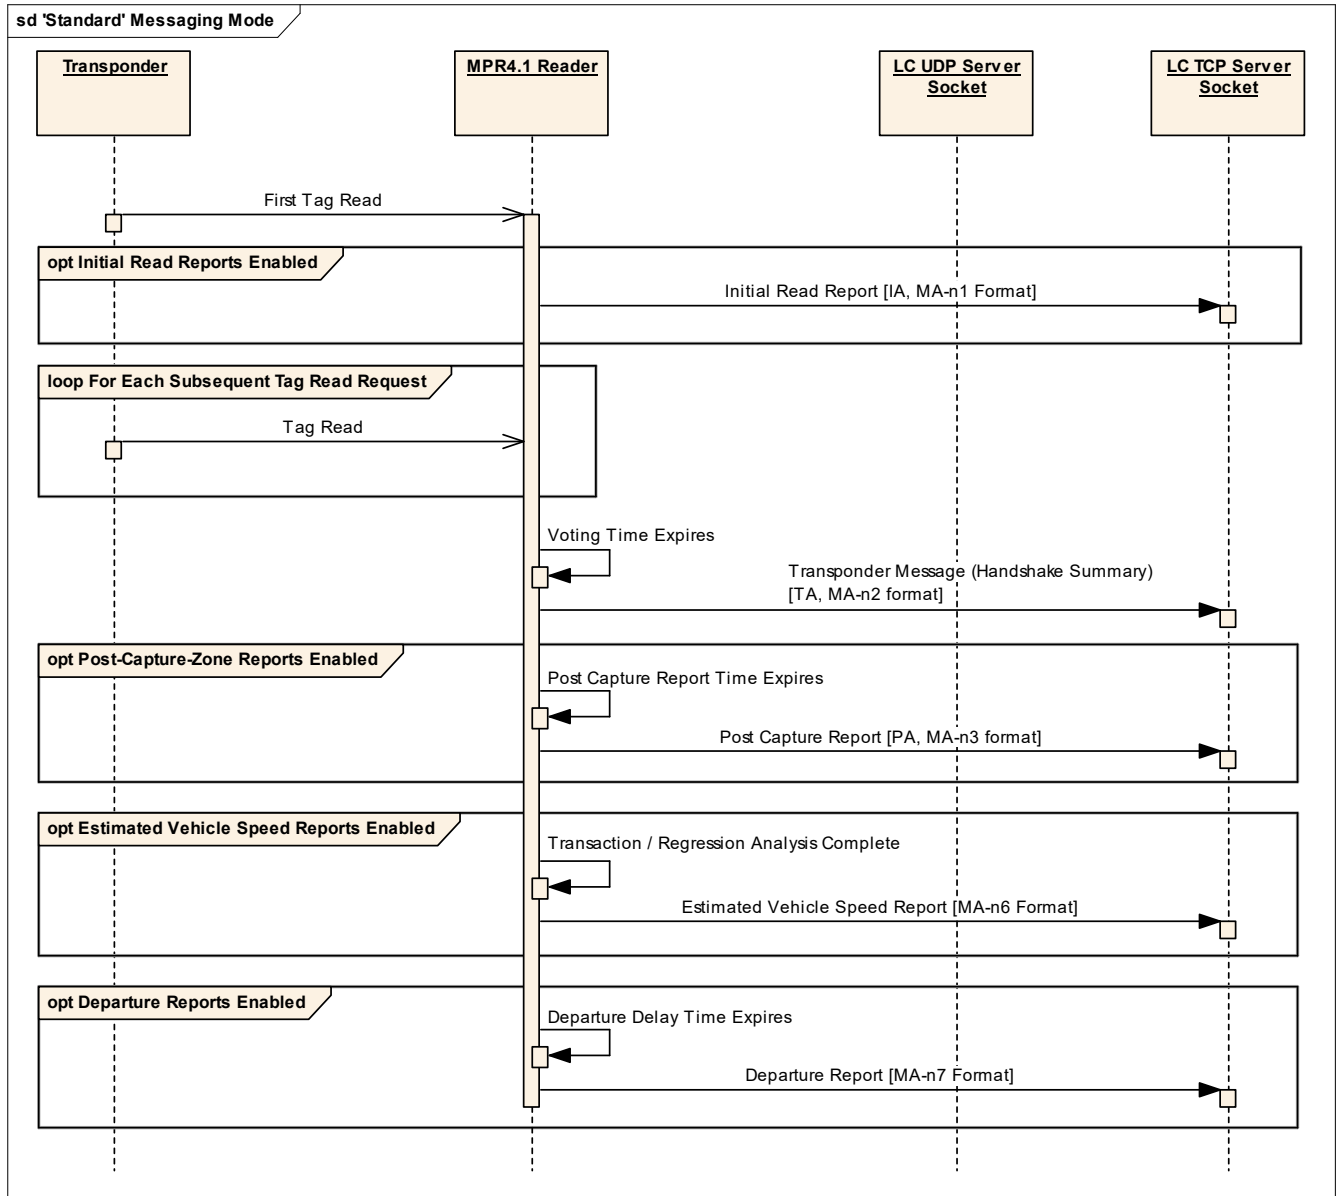 sd 'Standard' Messaging Mode
Transponder
MPR4.1 Reader
LC UDP Server
Socket
LC TCP Server
Socket
First Tag Read
opt Initial Read Reports Enabled
Initial Read Report [IA, MA-n1 Format]
loop For Each Subsequent Tag Read Request
Tag Read
Voting Time Expires
Transponder Message (Handshake Summary)
[TA, MA-n2 format]
opt Post-Capture-Zone Reports Enabled
Post Capture Report Time Expires
Post Capture Report [PA, MA-n3 format]
opt Estimated Vehicle Speed Reports Enabled
Transaction / Regression Analysis Complete
Estimated Vehicle Speed Report [MA-n6 Format]
opt Departure Reports Enabled
Departure Delay Time Expires
Departure Report [MA-n7 Format]